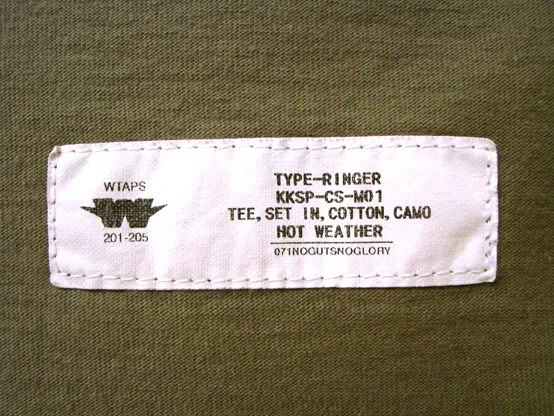 WTAPS
201-205
TYPE-RINGER
KKSP-CS-M01
TEE, SET IN, COTTON, CAMO
HOT WEATHER
071NOGUTSNOGLORY